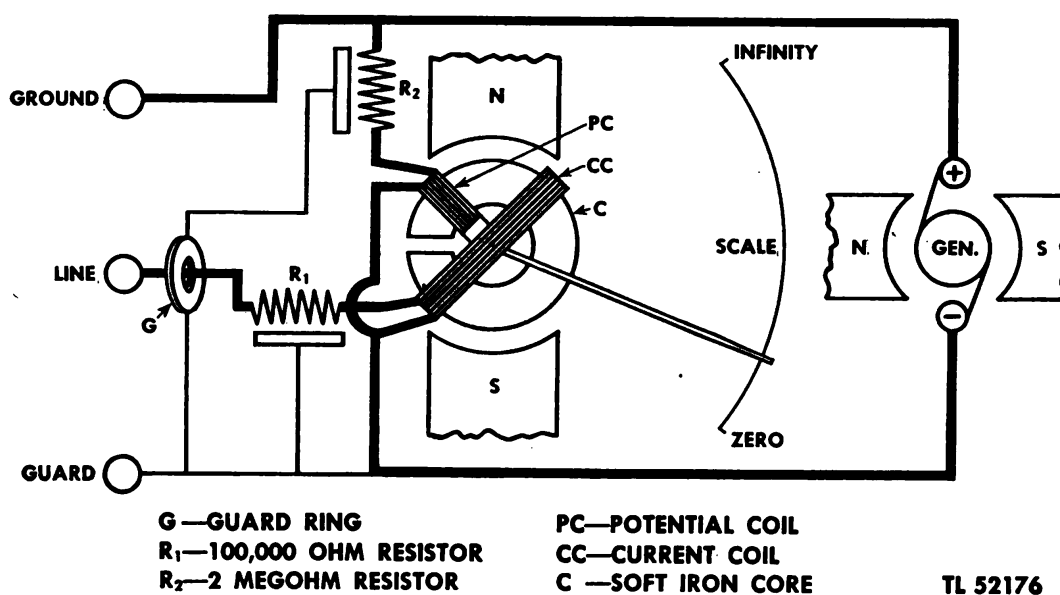 INFINITY
GROUND
R2
N
PC
CC
C
+
N
GEN.
S
SCALE
LINE
R1
G
−
S
ZERO
GUARD
G—GUARD RING
R1—100,000 OHM RESISTOR
R2—2 MEGOHM RESISTOR
PC—POTENTIAL COIL
CC—CURRENT COIL
C —SOFT IRON CORE
TL 52176